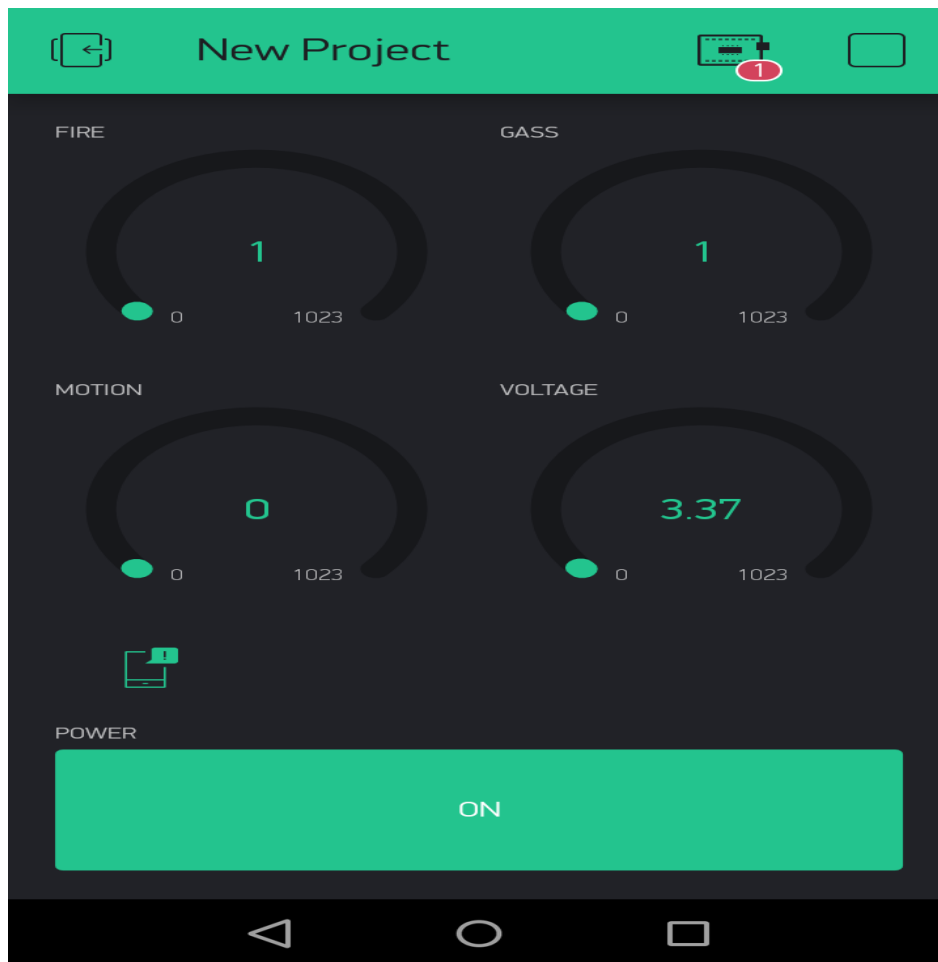 New Project
1
FIRE
GASS
1
1
0 1023
0 1023
MOTION
VOLTAGE
0
3.37
0 1023
0 1023
!
POWER
ON